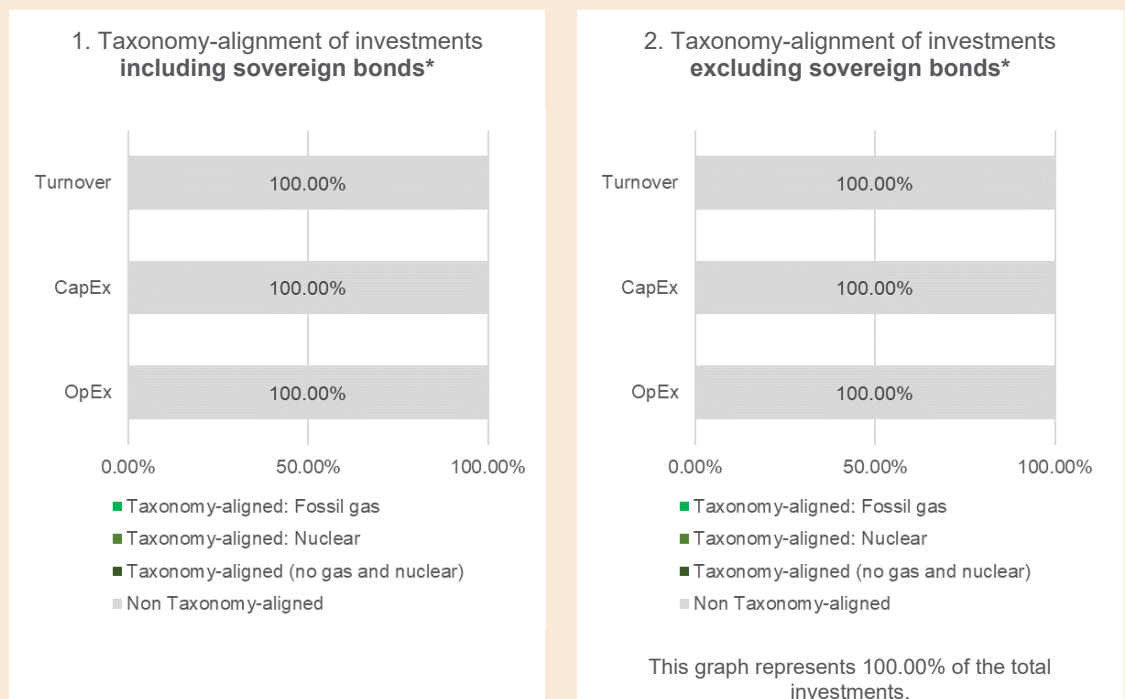 1. Taxonomy-alignment of investments
including sovereign bonds*
Turnover
100.00%
CapEx
100.00%
OpEx
100.00%
0.00% 50.00% 100.00%
Taxonomy-aligned: Fossil gas
Taxonomy-aligned: Nuclear
Taxonomy-aligned (no gas and nuclear)
Non Taxonomy-aligned
2. Taxonomy-alignment of investments
excluding sovereign bonds*
Turnover
100.00%
CapEx
100.00%
OpEx
100.00%
0.00% 50.00% 100.00%
Taxonomy-aligned: Fossil gas
Taxonomy-aligned: Nuclear
Taxonomy-aligned (no gas and nuclear)
Non Taxonomy-aligned
This graph represents 100.00% of the total
investments.